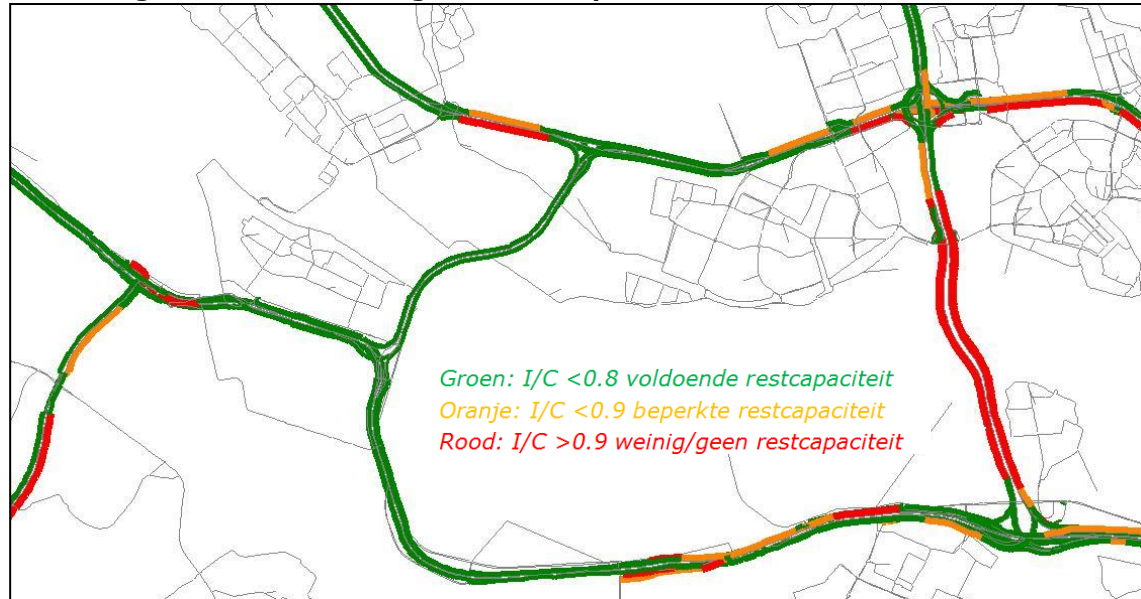 Groen: I/C <0.8 voldoende restcapaciteit
Oranje: I/C <0.9 beperkte restcapaciteit
Rood: I/C >0.9 weinig/geen restcapaciteit